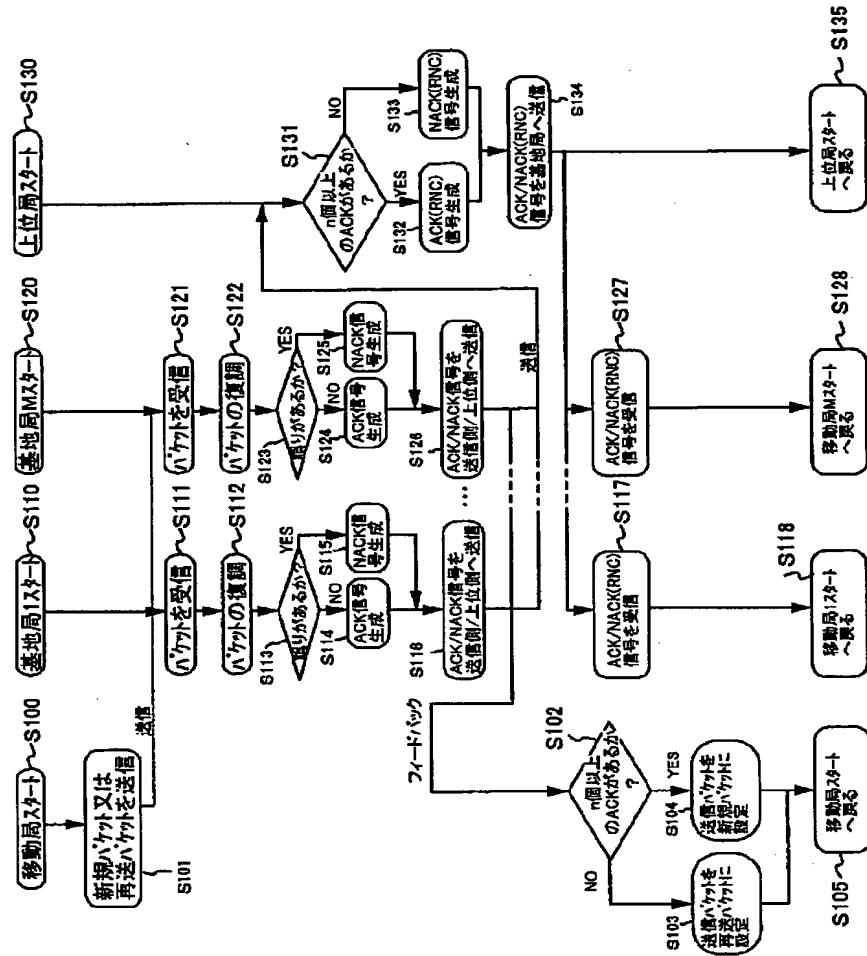 移動局スタート
S100
新規パケット又は
再送パケットを送信
S101
送信
基地局1スタート
S110
パケットを受信
S111
パケットの復調
S112
誤りがあるか?
S113
YES
NO
ACK信号
生成
S114
NACK信
号生成
S115
ACK/NACK信号を
送信側/上位側へ送信
S118
…
基地局Mスタート
S120
パケットを受信
S121
パケットの復調
S122
誤りがあるか?
S123
YES
NO
ACK信号
生成
S124
NACK信
号生成
S125
ACK/NACK信号を
送信側/上位側へ送信
S126
送信
上位局スタート
S130
n個以上
のACKがあるか
?
S131
NO
YES
ACK(RNC)
信号生成
S132
NACK(RNC)
信号生成
S133
ACK/NACK(RNC)
信号を基地局へ送信
S134
フィードバック
n個以上
のACKがあるか
?
S102
NO
YES
送信パケットを
再送パケットに
設定
S103
送信パケットを
新規パケットに
設定
S104
移動局スタート
へ戻る
S105
ACK/NACK(RNC)
信号を受信
S117
移動局1スタート
へ戻る
S118
ACK/NACK(RNC)
信号を受信
S127
移動局Mスタート
へ戻る
S128
上位局スタート
へ戻る
S135